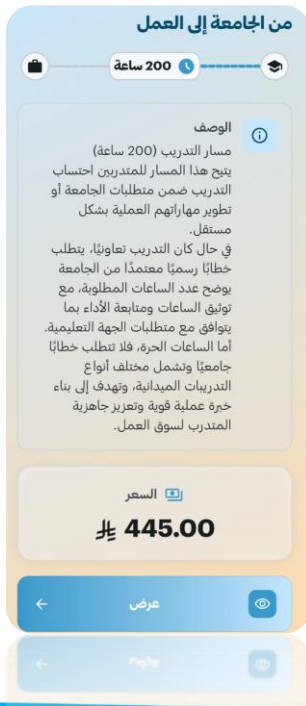 من الجامعة إلى العمل
200 ساعة
الوصف
مسار التدريب (200 ساعة)
يتيح هذا المسار للمتدربين احتساب
التدريب ضمن متطلبات الجامعة أو
تطوير مهاراتهم العملية بشكل
مستقل.
في حال كان التدريب تعاونيًا، يتطلب
خطابًا رسميًا معتمدًا من الجامعة
يوضح عدد الساعات المطلوبة، مع
توثيق الساعات ومتابعة الأداء بما
يتوافق مع متطلبات الجهة التعليمية.
أما الساعات الحرة، فلا تتطلب خطابًا
جامعيًا وتشمل مختلف أنواع
التدريبات الميدانية، وتهدف إلى بناء
خبرة عملية قوية وتعزيز جاهزية
المتدرب لسوق العمل.
السعر
445.00 ⃁
عرض